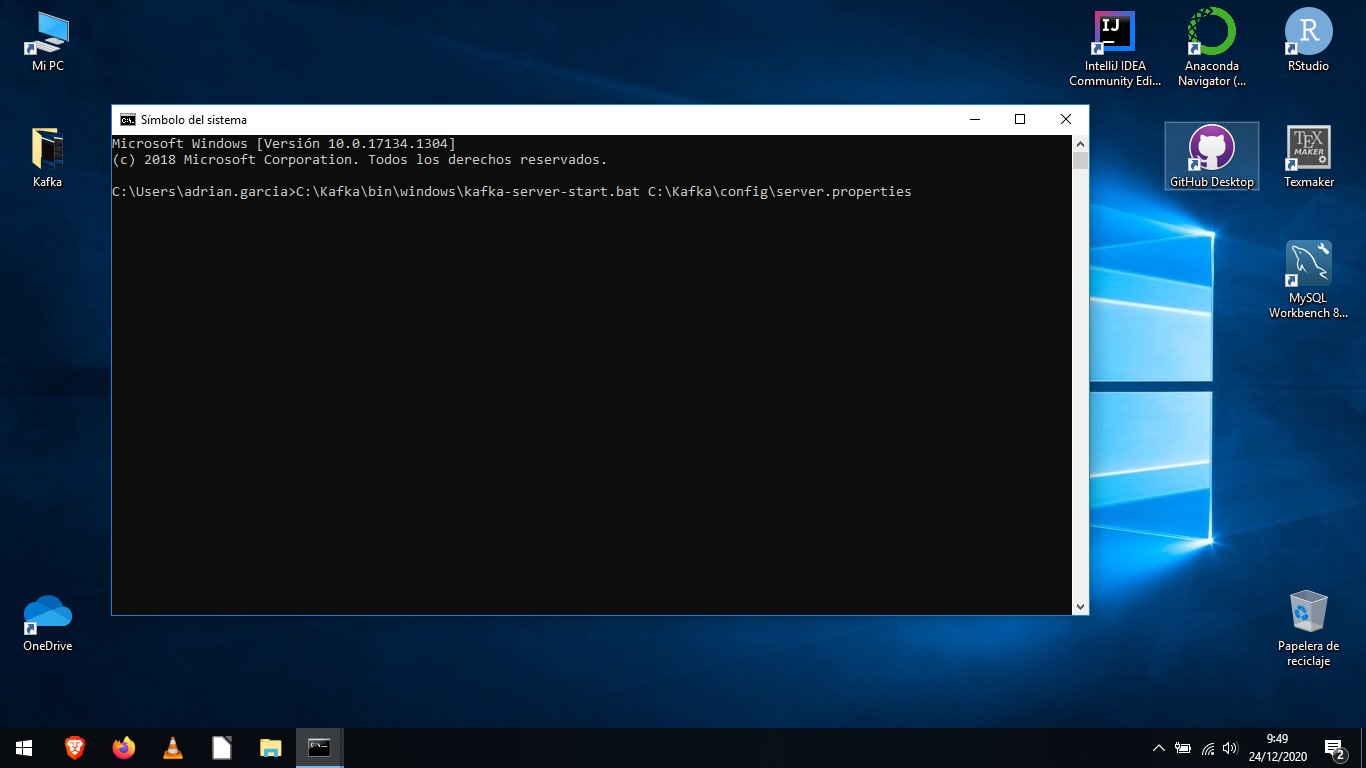 Mi PC
IntelliJ IDEA
Community Edi...
Anaconda
Navigator (...
R
RStudio
IJ
Kafka
Símbolo del sistema
Microsoft Windows [Versión 10.0.17134.1304]
(c) 2018 Microsoft Corporation. Todos los derechos reservados.
C:\Users\adrian.garcia>C:\Kafka\bin\windows\kafka-server-start.bat C:\Kafka\config\server.properties
GitHub Desktop
TEX
MAKER
Texmaker
MySQL
Workbench 8...
OneDrive
Papelera de
reciclaje
9:49
24/12/2020
2